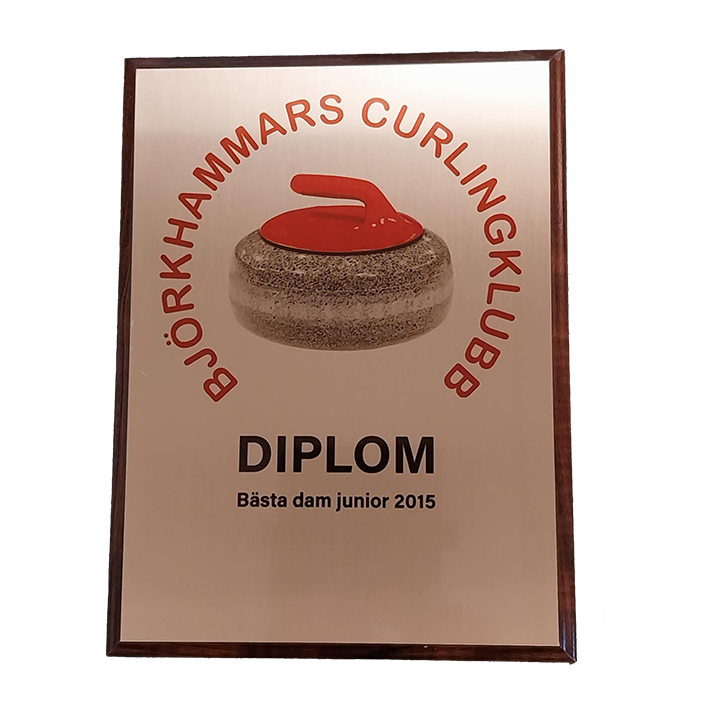 BJÖRKHAMMARS CURLINGKLUBB
DIPLOM
Bästa dam junior 2015